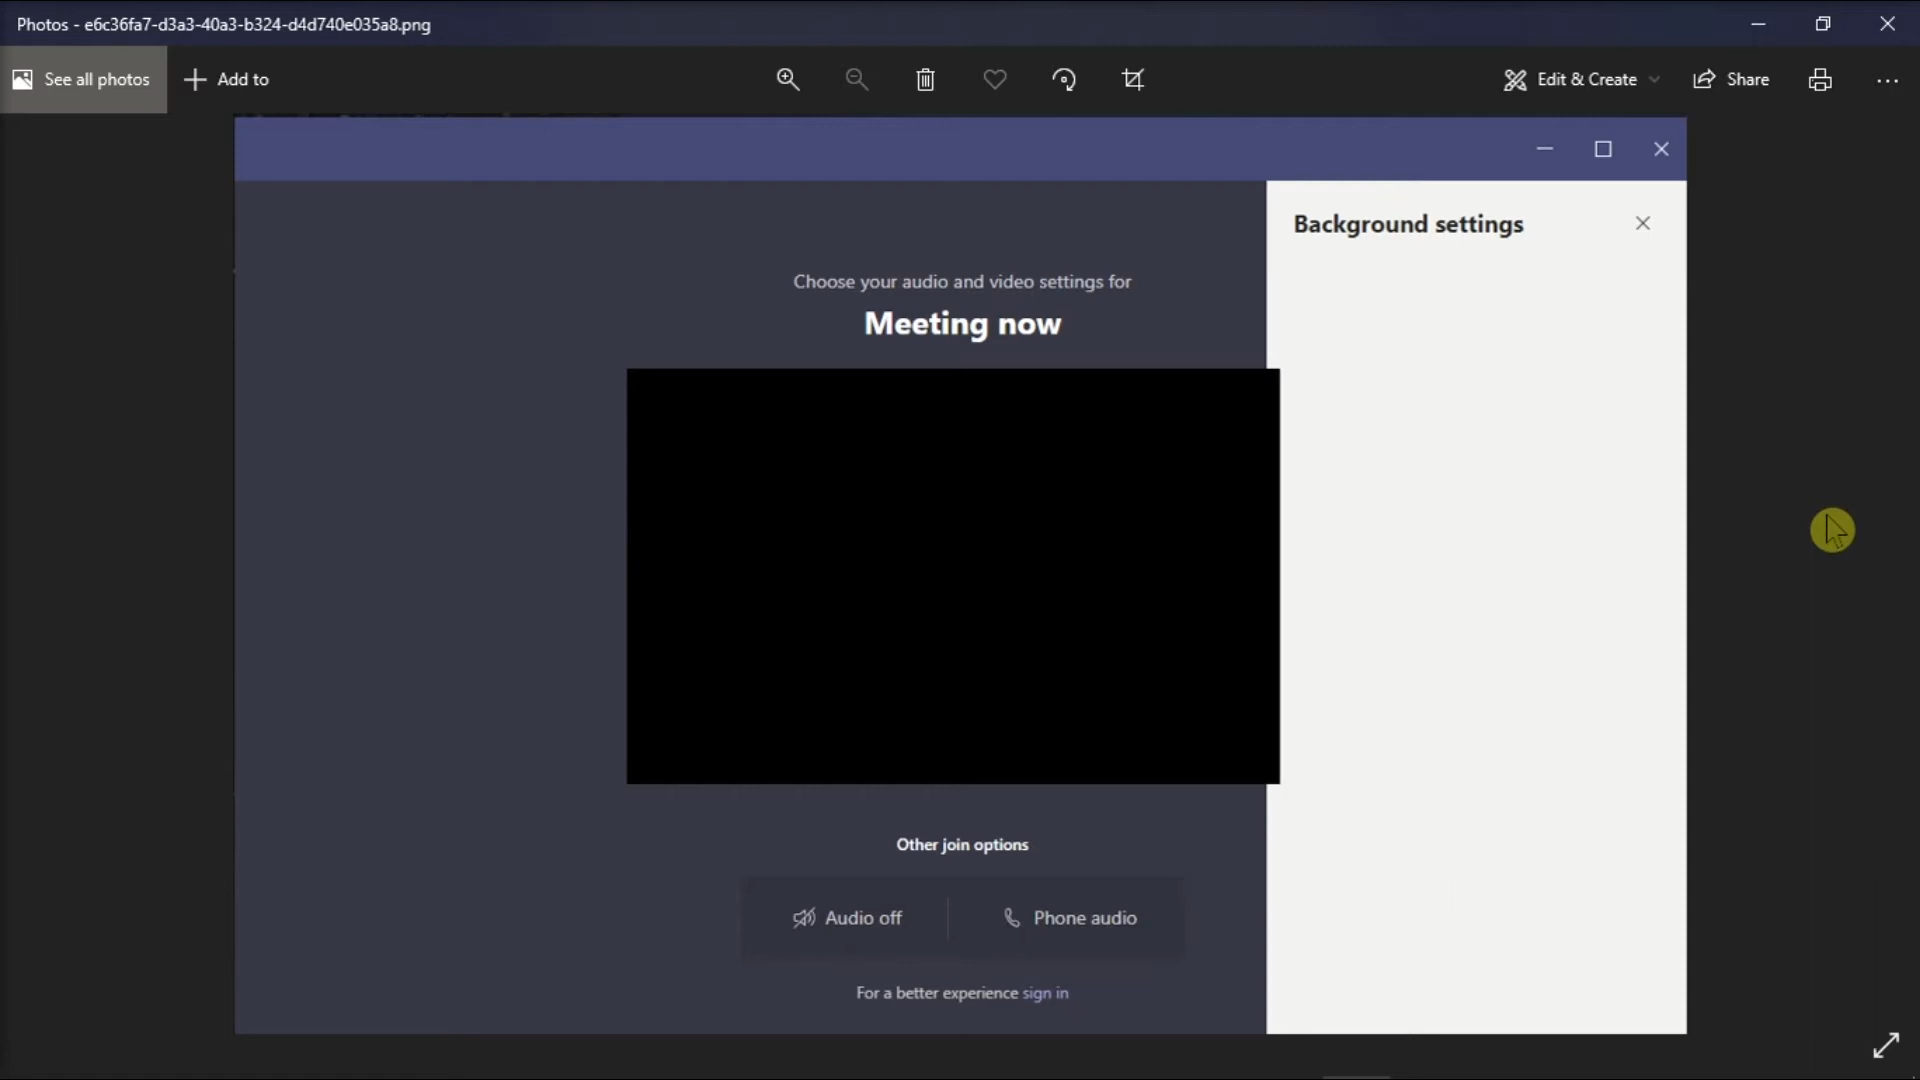 Photos - e6c36fa7-d3a3-40a3-b324-d4d740e035a8.png
See all photos
Add to
Edit & Create
Share
Background settings
Choose your audio and video settings for
Meeting now
Other join options
Audio off
Phone audio
For a better experience sign in